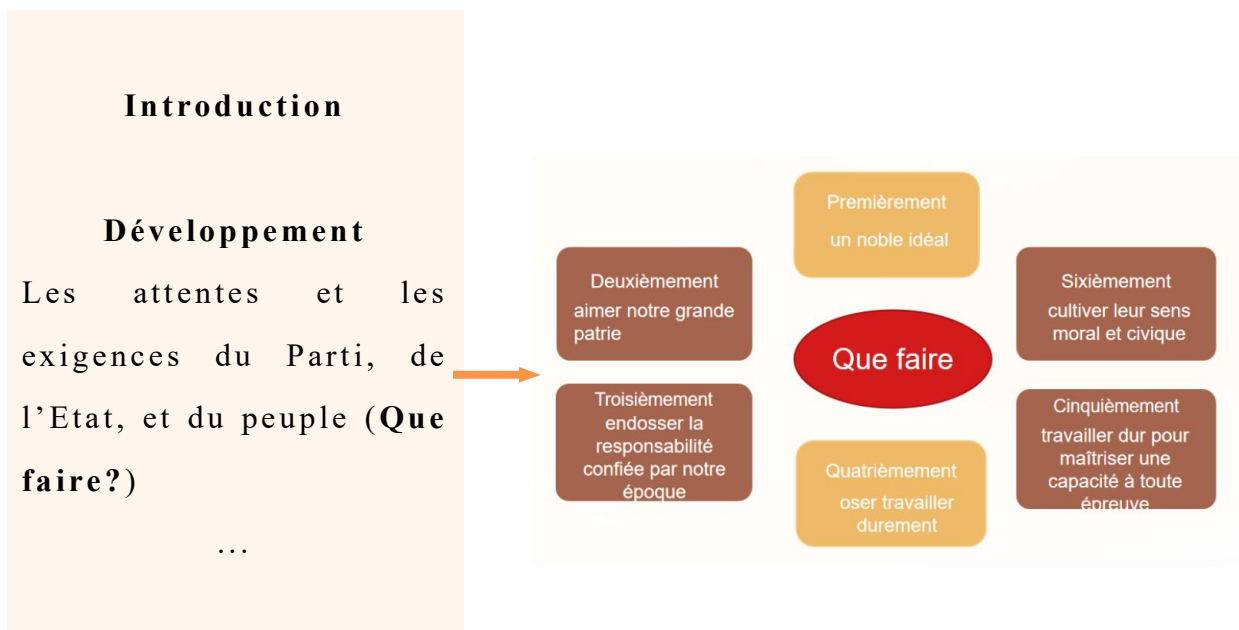 Introduction
Développement
Les attentes et les
exigences du Parti, de
l’Etat, et du peuple (Que
faire?)
...
Premièrement
un noble idéal
Deuxièmement
aimer notre grande
patrie
Troisièmement
endosser la
responsabilité
confiée par notre
époque
Que faire
Quatrièmement
oser travailler
durement
Cinquièmement
travailler dur pour
maîtriser une
capacité à toute
épreuve
Sixièmement
cultiver leur sens
moral et civique